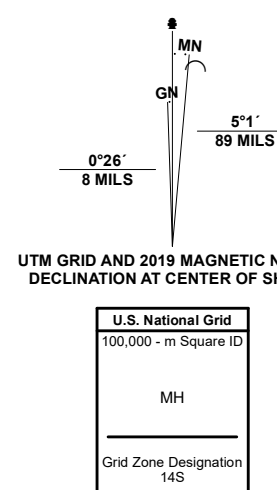 MN
GN
5°1´
89 MILS
0°26´
8 MILS
UTM GRID AND 2019 MAGNETIC N
DECLINATION AT CENTER OF SH
U.S. National Grid
100,000 - m Square ID
MH
Grid Zone Designation
14S